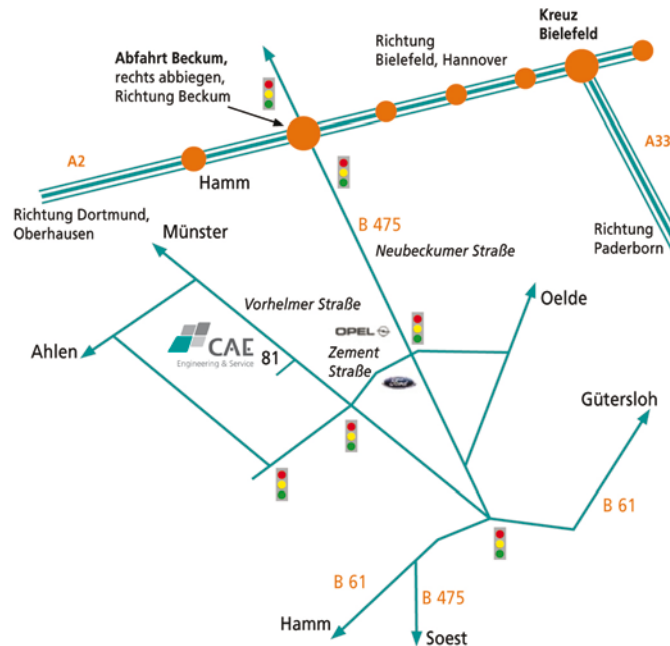 Kreuz
Bielefeld
Abfahrt Beckum,
rechts abbiegen,
Richtung Beckum
Richtung
Bielefeld, Hannover
A2
Hamm
A33
Richtung Dortmund,
Oberhausen
Richtung
Paderborn
B 475
Münster
Neubeckumer Straße
Vorhelmer Straße
Oelde
OPEL
Ahlen
CAE
Engineering & Service
81
Zement
Straße
Ford
Gütersloh
B 61
B 61
B 475
Hamm
Soest